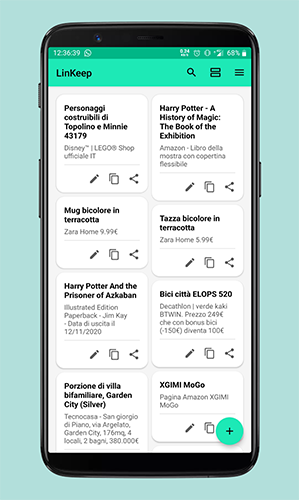 12:36:39
0,24
KB/S
68%
LinKeep
Personaggi
costruibili di
Topolino e Minnie
43179
Disney™ | LEGO® Shop
ufficiale IT
Harry Potter - A
History of Magic:
The Book of the
Exhibition
Amazon - Libro della
mostra con copertina
flessibile
Mug bicolore in
terracotta
Zara Home 9.99€
Tazza bicolore in
terracotta
Zara Home 5.99€
Harry Potter And the
Prisoner of Azkaban
Illustrated Edition
Paperback - Jim Kay
- Data di uscita il
12/11/2020
Bici città ELOPS 520
Decathlon | verde kaki
BTWIN. Prezzo 249€
che con bonus bici
(-150€) diventa 100€
Porzione di villa
bifamiliare, Garden
City (Silver)
Tecnocasa - San giorgio
di Piano, via Argelato,
Garden City, 176mq, 4
locali, 2 bagni, 380.000€
XGIMI MoGo
Pagina Amazon XGIMI
MoGo